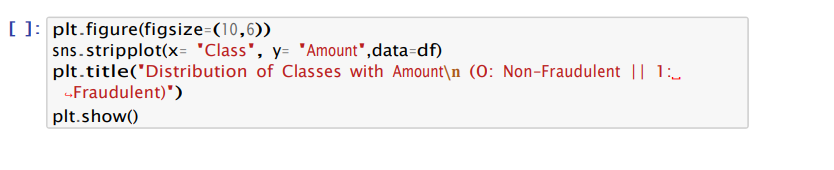 [ ]: plt.figure(figsize=(10,6))
sns.stripplot(x= "Class", y= "Amount",data=df)
plt.title("Distribution of Classes with Amount\n (0: Non-Fraudulent || 1:␣
↪Fraudulent)")
plt.show()